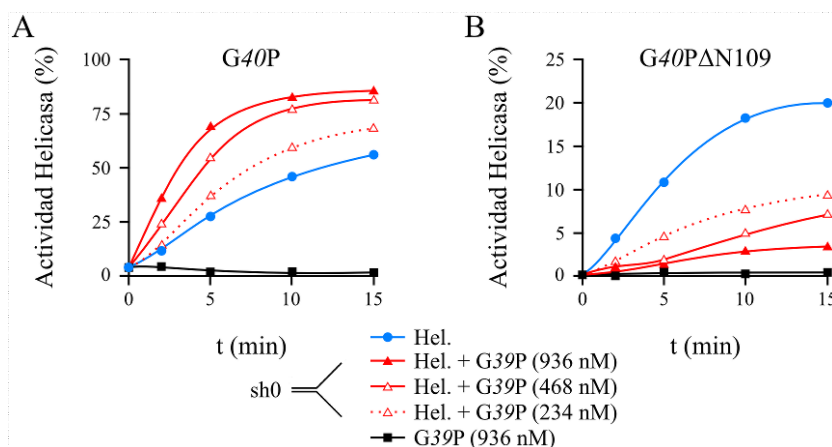 A
G40P
Actividad Helicasa (%)
100
75
50
25
0
0
5
10
15
t (min)
B
G40PΔN109
Actividad Helicasa (%)
25
20
15
10
5
0
0
5
10
15
t (min)
sh0
Hel.
Hel. + G39P (936 nM)
Hel. + G39P (468 nM)
Hel. + G39P (234 nM)
G39P (936 nM)